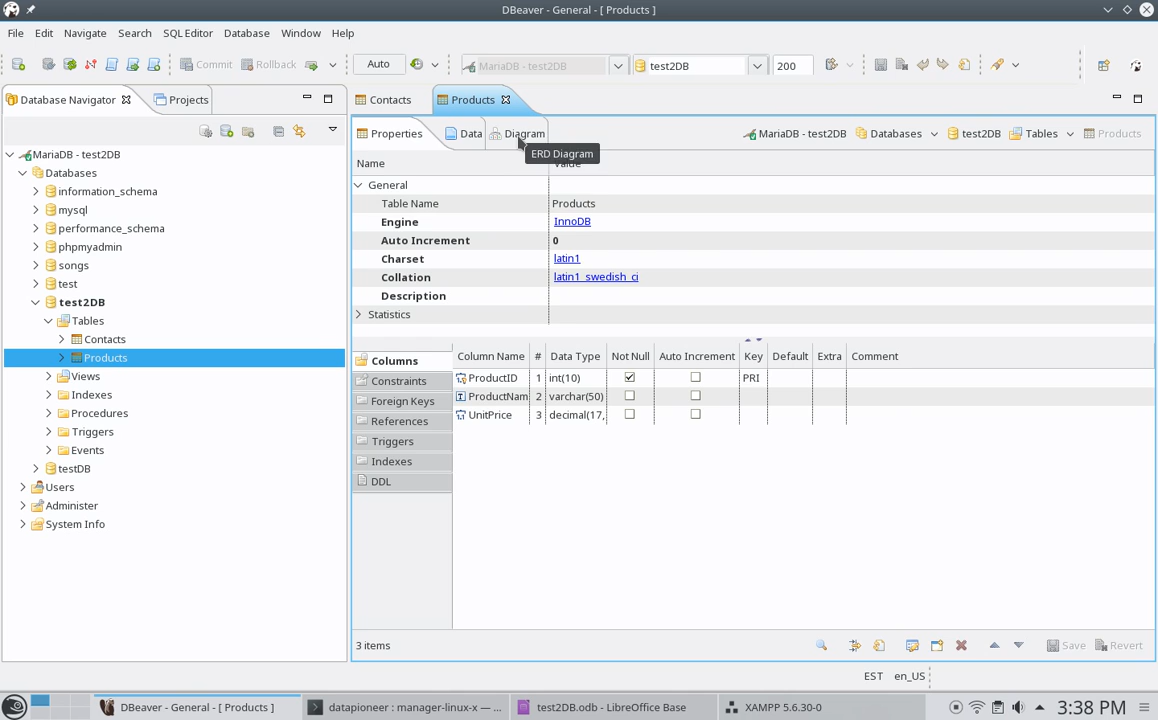 DBeaver - General - [ Products ]
File Edit Navigate Search SQL Editor Database Window Help
Commit Rollback Auto MariaDB - test2DB test2DB 200
Database Navigator Projects Contacts Products
Properties Data Diagram MariaDB - test2DB Databases test2DB Tables Products
ERD Diagram
Name Value
MariaDB - test2DB
Databases
information_schema
mysql
performance_schema
phpmyadmin
songs
test
test2DB
Tables
Contacts
Products
Views
Indexes
Procedures
Triggers
Events
testDB
Users
Administer
System Info
General
Table Name Products
Engine InnoDB
Auto Increment 0
Charset latin1
Collation latin1_swedish_ci
Description
Statistics
Columns
Constraints
Foreign Keys
References
Triggers
Indexes
DDL
Column Name # Data Type Not Null Auto Increment Key Default Extra Comment
ProductID 1 int(10) PRI
ProductNam 2 varchar(50)
UnitPrice 3 decimal(17,
3 items Save Revert
EST en_US
DBeaver - General - [ Products ] datapioneer : manager-linux-x — ... test2DB.odb - LibreOffice Base XAMPP 5.6.30-0 3:38 PM